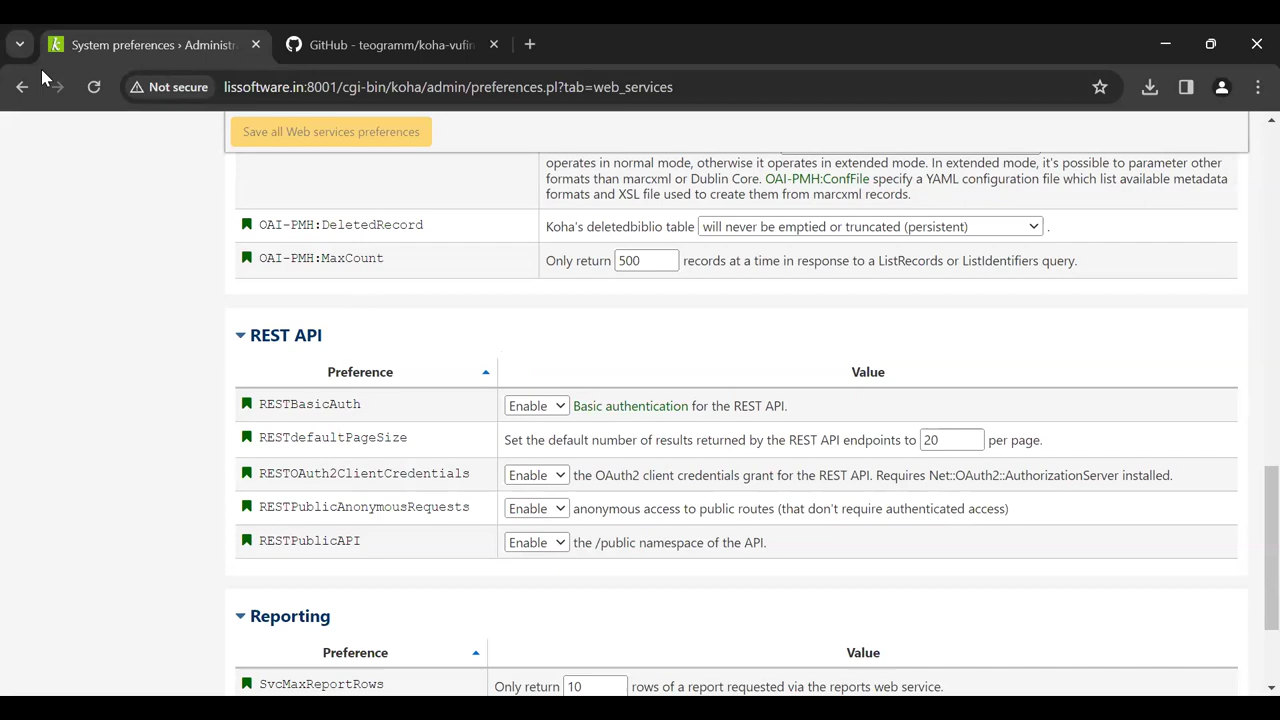 System preferences › Administr
GitHub - teogramm/koha-vufin
Not secure
lissoftware.in:8001/cgi-bin/koha/admin/preferences.pl?tab=web_services
Save all Web services preferences
operates in normal mode, otherwise it operates in extended mode. In extended mode, it's possible to parameter other
formats than marcxml or Dublin Core. OAI-PMH:ConfFile specify a YAML configuration file which list available metadata
formats and XSL file used to create them from marcxml records.
OAI-PMH:DeletedRecord
Koha's deletedbiblio table will never be emptied or truncated (persistent) .
OAI-PMH:MaxCount
Only return 500 records at a time in response to a ListRecords or ListIdentifiers query.
REST API
Preference
Value
RESTBasicAuth
Enable Basic authentication for the REST API.
RESTdefaultPageSize
Set the default number of results returned by the REST API endpoints to 20 per page.
RESTOAuth2ClientCredentials
Enable the OAuth2 client credentials grant for the REST API. Requires Net::OAuth2::AuthorizationServer installed.
RESTPublicAnonymousRequests
Enable anonymous access to public routes (that don't require authenticated access)
RESTPublicAPI
Enable the /public namespace of the API.
Reporting
Preference
Value
SvcMaxReportRows
Only return 10 rows of a report requested via the reports web service.